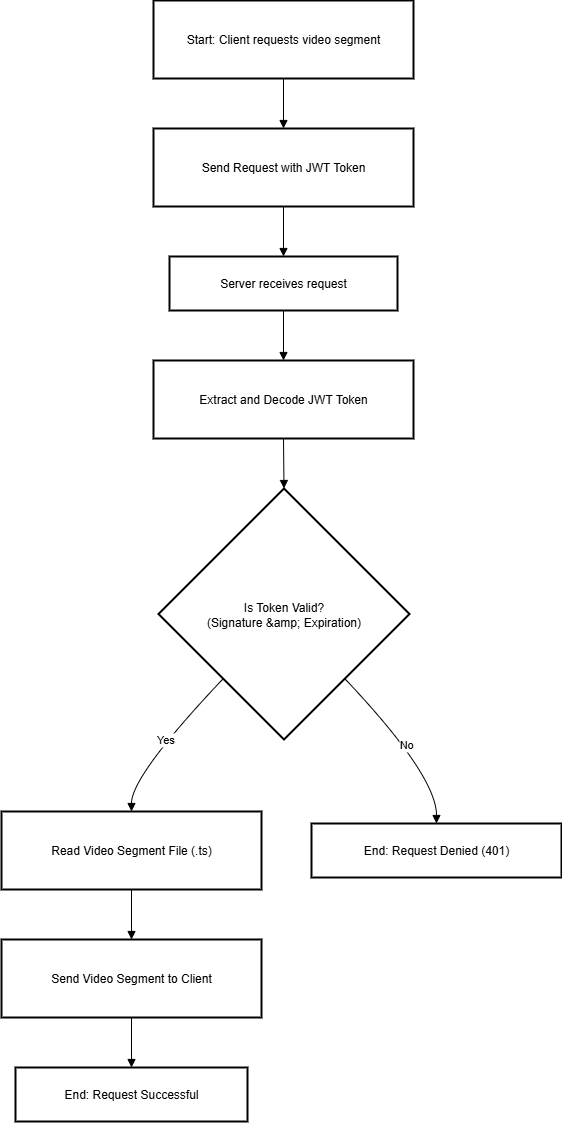 Start: Client requests video segment
Send Request with JWT Token
Server receives request
Extract and Decode JWT Token
Is Token Valid?
(Signature &amp; Expiration)
Yes
No
Read Video Segment File (.ts)
End: Request Denied (401)
Send Video Segment to Client
End: Request Successful